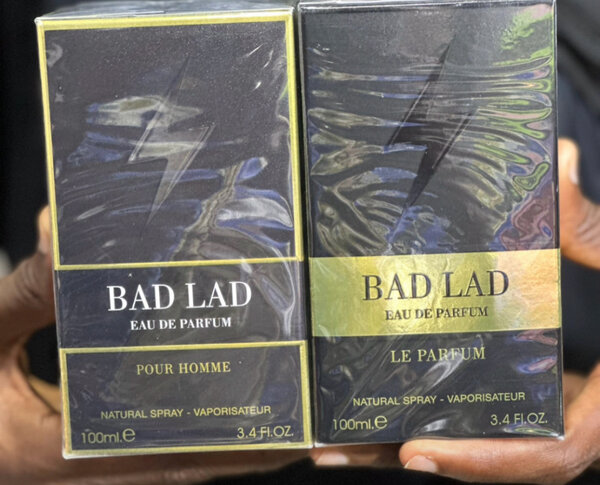 BAD LAD
EAU DE PARFUM
POUR HOMME
NATURAL SPRAY - VAPORISATEUR
100ml.e 3.4 Fl.OZ.
BAD LAD
EAU DE PARFUM
LE PARFUM
NATURAL SPRAY - VAPORISATEUR
100ml.e 3.4 FI.OZ.